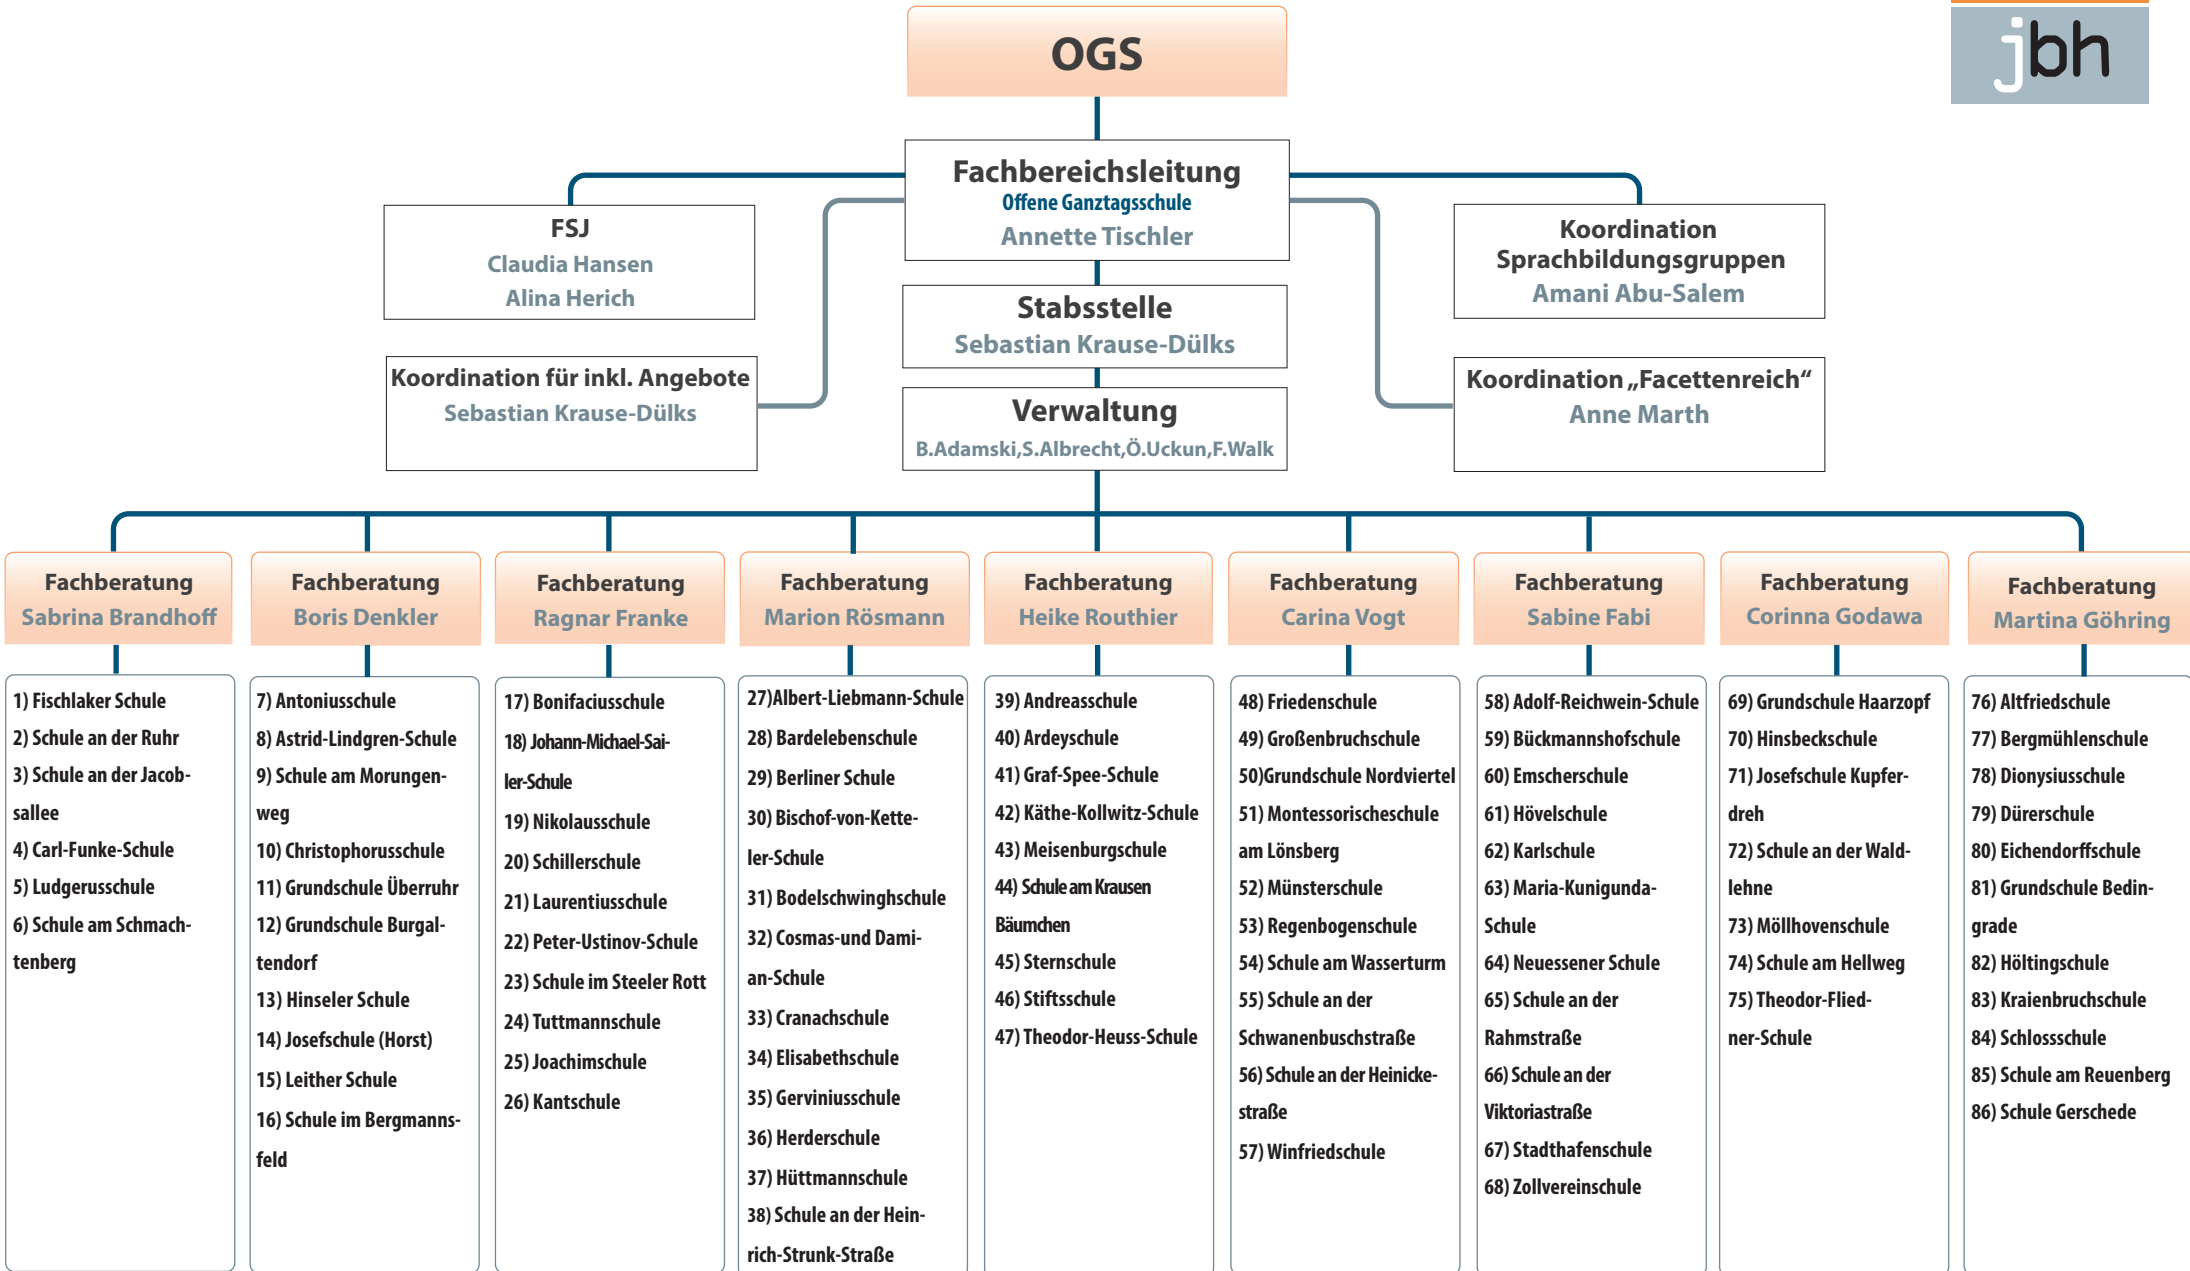 OGS
jbh
Fachbereichsleitung
Offene Ganztagsschule
Annette Tischler
FSJ
Claudia Hansen
Alina Herich
Koordination
Sprachbildungsgruppen
Amani Abu-Salem
Stabsstelle
Sebastian Krause-Dülks
Koordination für inkl. Angebote
Sebastian Krause-Dülks
Verwaltung
B.Adamski,S.Albrecht,Ö.Uckun,F.Walk
Koordination „Facettenreich“
Anne Marth
Fachberatung
Sabrina Brandhoff
1) Fischlaker Schule
2) Schule an der Ruhr
3) Schule an der Jacob-
sallee
4) Carl-Funke-Schule
5) Ludgerusschule
6) Schule am Schmach-
tenberg
Fachberatung
Boris Denkler
7) Antoniusschule
8) Astrid-Lindgren-Schule
9) Schule am Morungen-
weg
10) Christophorusschule
11) Grundschule Überruhr
12) Grundschule Burgal-
tendorf
13) Hinseler Schule
14) Josefschule (Horst)
15) Leither Schule
16) Schule im Bergmanns-
feld
Fachberatung
Ragnar Franke
17) Bonifaciusschule
18) Johann-Michael-Sai-
ler-Schule
19) Nikolausschule
20) Schillerschule
21) Laurentiusschule
22) Peter-Ustinov-Schule
23) Schule im Steeler Rott
24) Tuttmannschule
25) Joachimschule
26) Kantschule
Fachberatung
Marion Rösmann
27)Albert-Liebmann-Schule
28) Bardelebenschule
29) Berliner Schule
30) Bischof-von-Kette-
ler-Schule
31) Bodelschwinghschule
32) Cosmas-und Dami-
an-Schule
33) Cranachschule
34) Elisabethschule
35) Gerviniusschule
36) Herderschule
37) Hüttmannschule
38) Schule an der Hein-
rich-Strunk-Straße
Fachberatung
Heike Routhier
39) Andreasschule
40) Ardeyschule
41) Graf-Spee-Schule
42) Käthe-Kollwitz-Schule
43) Meisenburgschule
44) Schule am Krausen
Bäumchen
45) Sternschule
46) Stiftsschule
47) Theodor-Heuss-Schule
Fachberatung
Carina Vogt
48) Friedenschule
49) Großenbruchschule
50)Grundschule Nordviertel
51) Montessorischeschule
am Lönsberg
52) Münsterschule
53) Regenbogenschule
54) Schule am Wasserturm
55) Schule an der
Schwanenbuschstraße
56) Schule an der Heinicke-
straße
57) Winfriedschule
Fachberatung
Sabine Fabi
58) Adolf-Reichwein-Schule
59) Bückmannshofschule
60) Emscherschule
61) Hövelschule
62) Karlschule
63) Maria-Kunigunda-
Schule
64) Neuessener Schule
65) Schule an der
Rahmstraße
66) Schule an der
Viktoriastraße
67) Stadthafenschule
68) Zollvereinschule
Fachberatung
Corinna Godawa
69) Grundschule Haarzopf
70) Hinsbeckschule
71) Josefschule Kupfer-
dreh
72) Schule an der Wald-
lehne
73) Möllhovenschule
74) Schule am Hellweg
75) Theodor-Flied-
ner-Schule
Fachberatung
Martina Göhring
76) Altfriedschule
77) Bergmühlenschule
78) Dionysiusschule
79) Dürerschule
80) Eichendorffschule
81) Grundschule Bedin-
grade
82) Höltingschule
83) Kraienbruchschule
84) Schlossschule
85) Schule am Reuenberg
86) Schule Gerschede